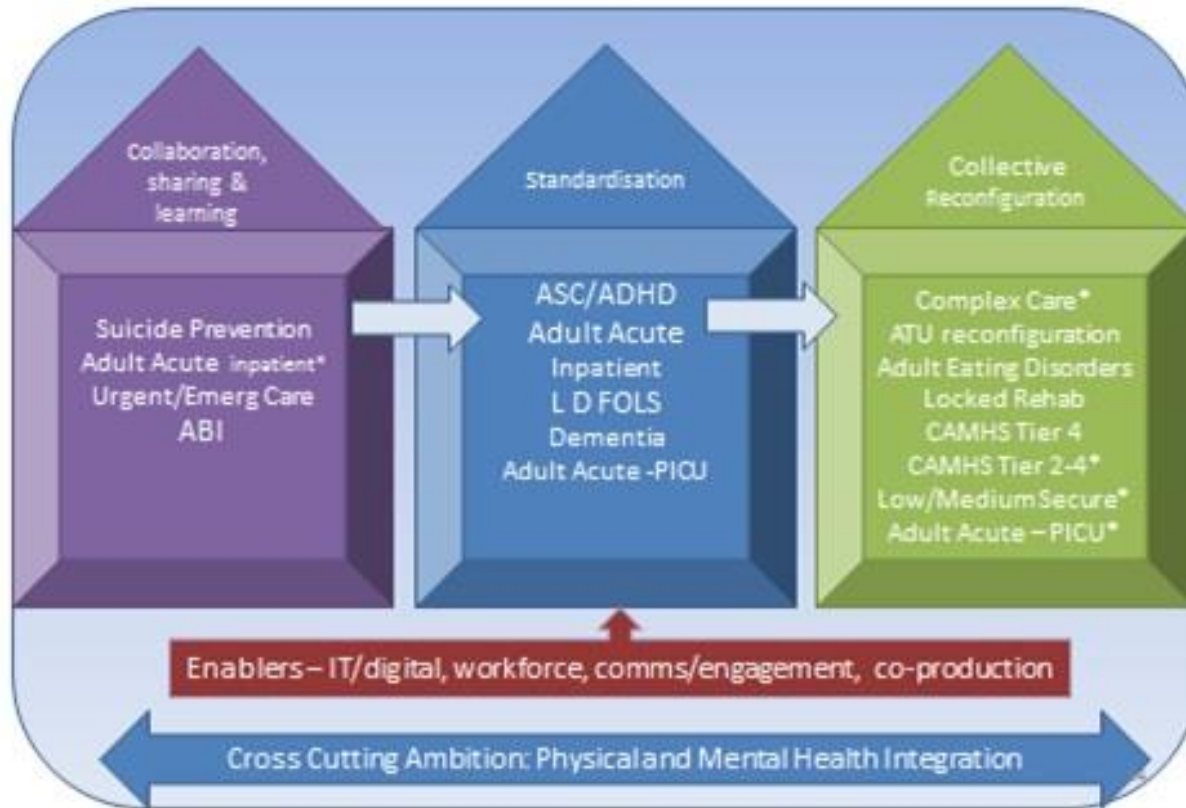 Collaboration,
sharing &
learning
Suicide Prevention
Adult Acute inpatient*
Urgent/Emerg Care
ABI
Standardisation
ASC/ADHD
Adult Acute
Inpatient
L D FOLS
Dementia
Adult Acute -PICU
Collective
Reconfiguration
Complex Care*
ATU reconfiguration
Adult Eating Disorders
Locked Rehab
CAMHS Tier 4
CAMHS Tier 2-4*
Low/Medium Secure*
Adult Acute – PICU*
Enablers – IT/digital, workforce, comms/engagement, co-production
Cross Cutting Ambition: Physical and Mental Health Integration